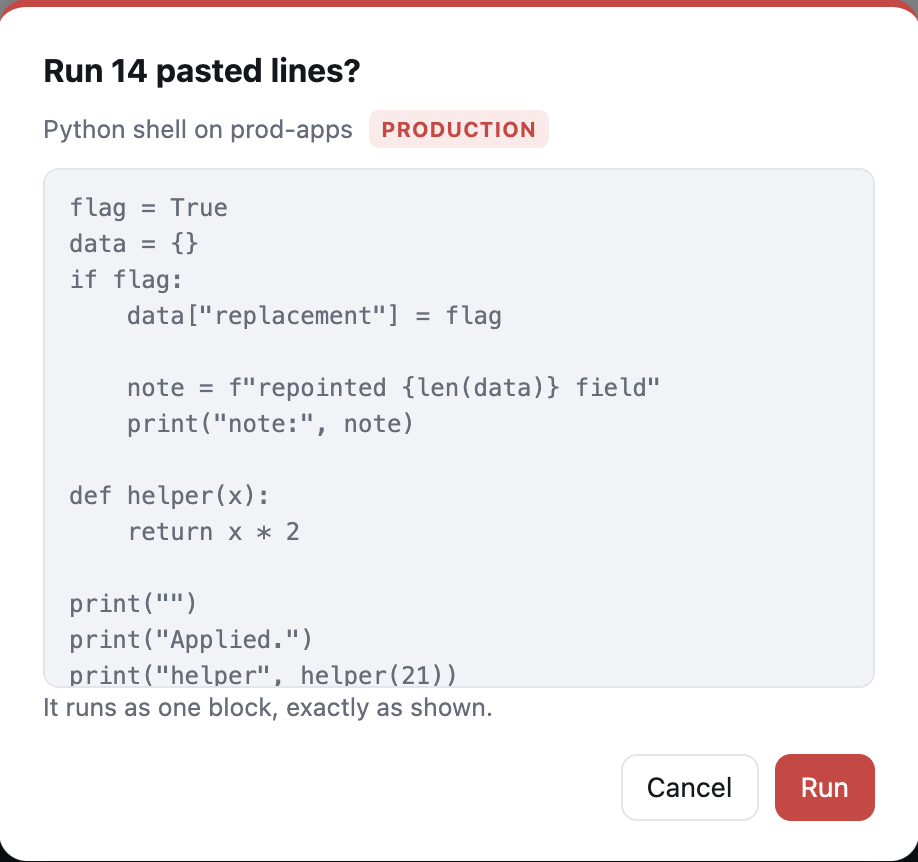 Run 14 pasted lines?
Python shell on prod-apps PRODUCTION
flag = True
data = {}
if flag:
    data["replacement"] = flag

    note = f"repointed {len(data)} field"
    print("note:", note)

def helper(x):
    return x * 2

print("")
print("Applied.")
print("helper", helper(21))
It runs as one block, exactly as shown.
Cancel Run